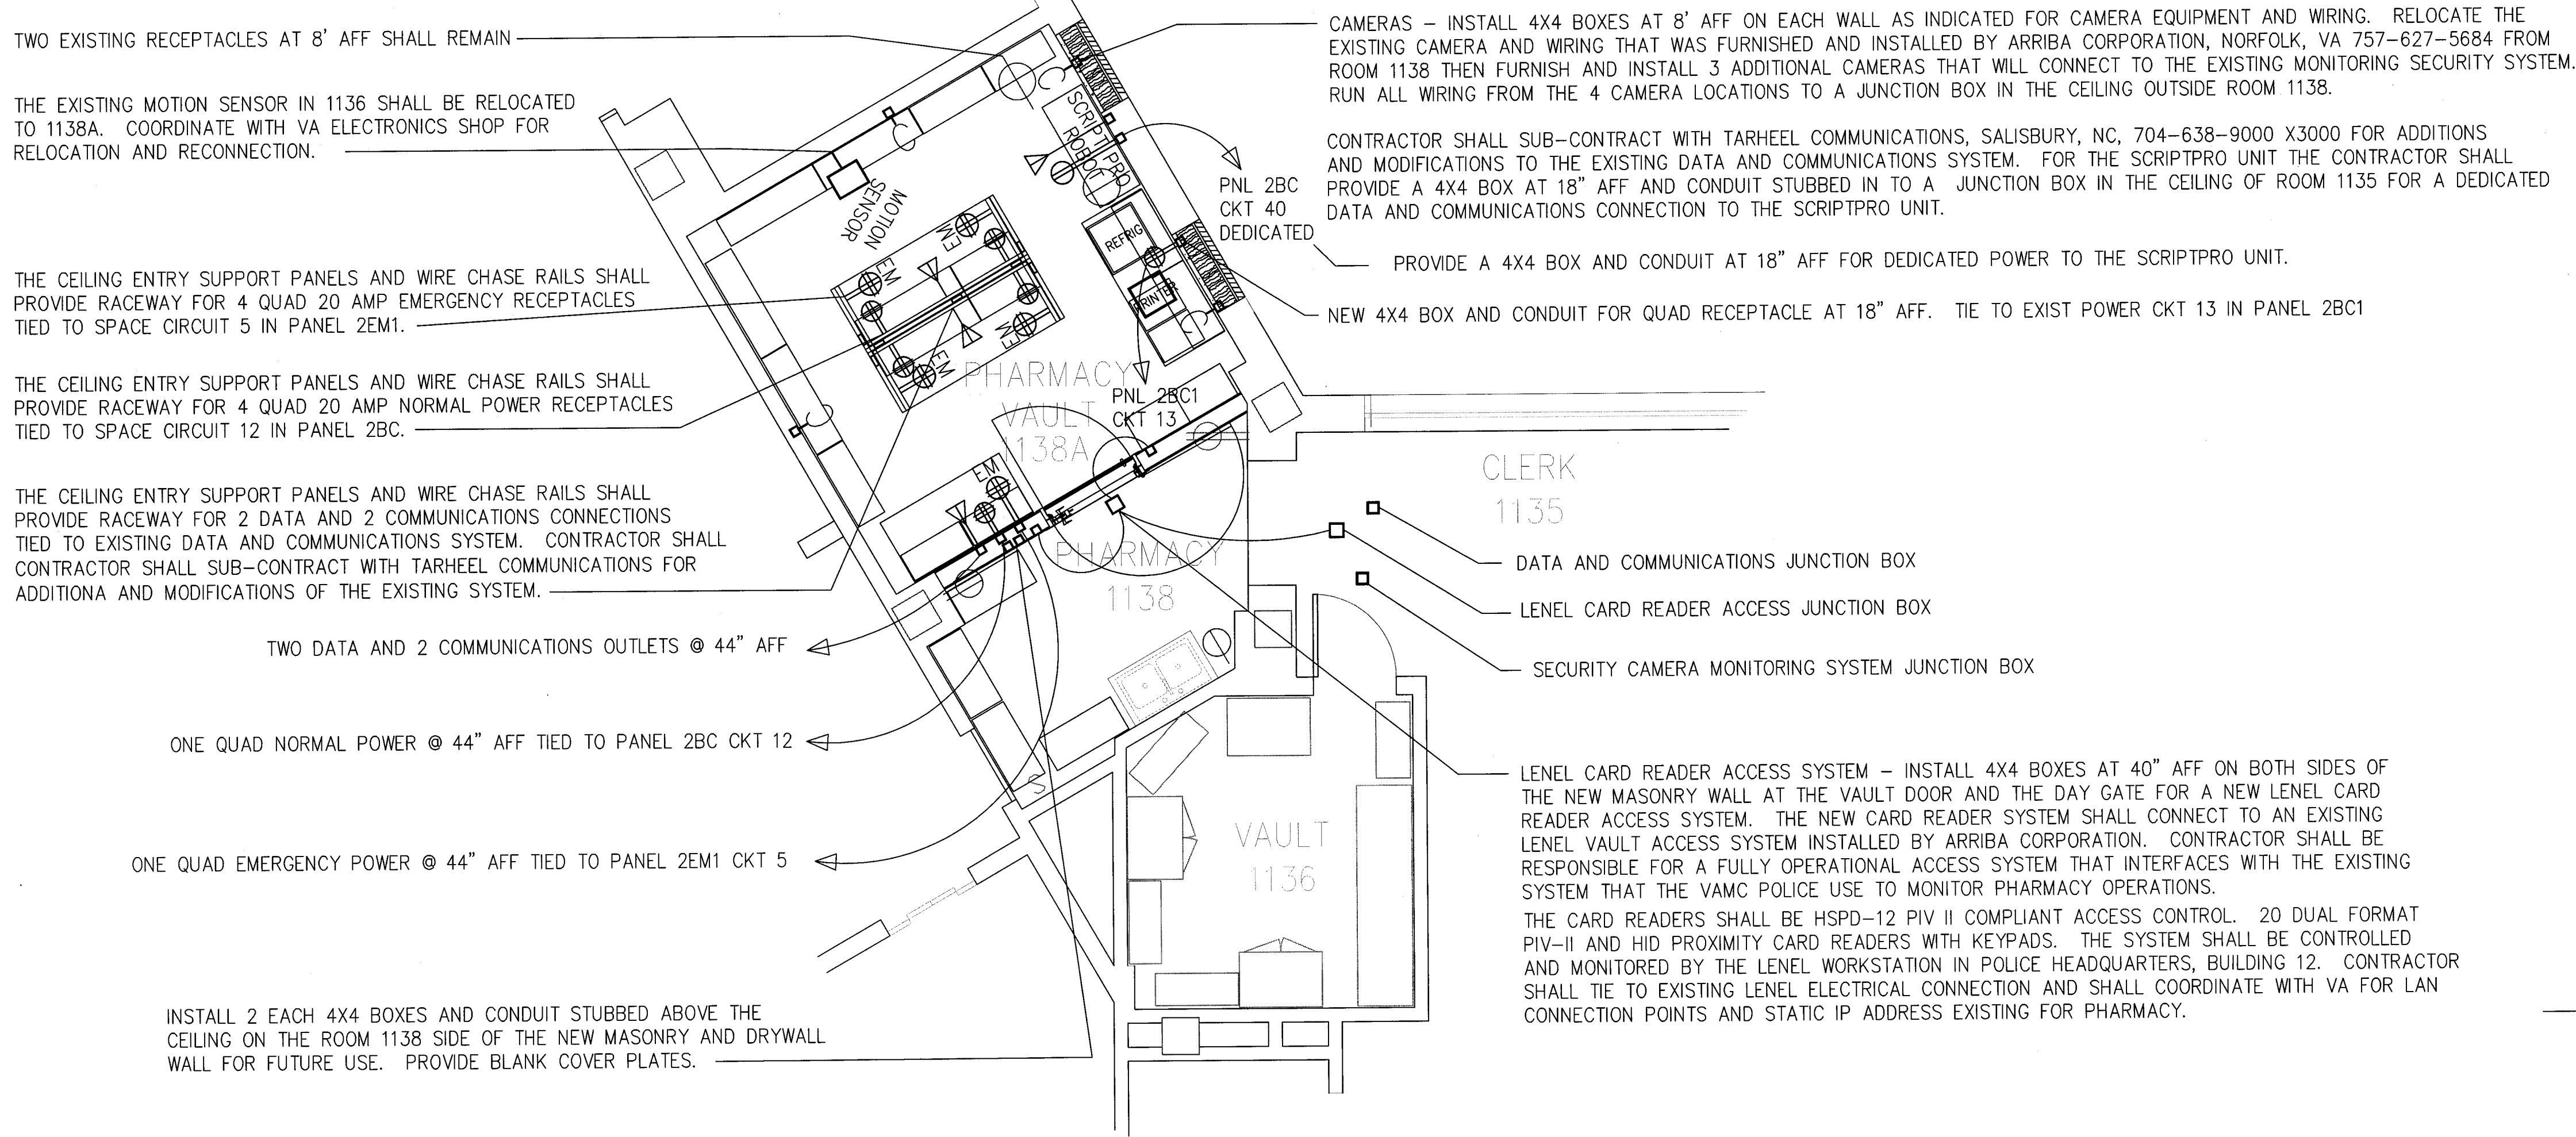 TWO EXISTING RECEPTACLES AT 8' AFF SHALL REMAIN
THE EXISTING MOTION SENSOR IN 1136 SHALL BE RELOCATED
TO 1138A. COORDINATE WITH VA ELECTRONICS SHOP FOR
RELOCATION AND RECONNECTION.
THE CEILING ENTRY SUPPORT PANELS AND WIRE CHASE RAILS SHALL
PROVIDE RACEWAY FOR 4 QUAD 20 AMP EMERGENCY RECEPTACLES
TIED TO SPACE CIRCUIT 5 IN PANEL 2EM1.
THE CEILING ENTRY SUPPORT PANELS AND WIRE CHASE RAILS SHALL
PROVIDE RACEWAY FOR 4 QUAD 20 AMP NORMAL POWER RECEPTACLES
TIED TO SPACE CIRCUIT 12 IN PANEL 2BC.
THE CEILING ENTRY SUPPORT PANELS AND WIRE CHASE RAILS SHALL
PROVIDE RACEWAY FOR 2 DATA AND 2 COMMUNICATIONS CONNECTIONS
TIED TO EXISTING DATA AND COMMUNICATIONS SYSTEM. CONTRACTOR SHALL
CONTRACTOR SHALL SUB-CONTRACT WITH TARHEEL COMMUNICATIONS FOR
ADDITIONA AND MODIFICATIONS OF THE EXISTING SYSTEM.
TWO DATA AND 2 COMMUNICATIONS OUTLETS @ 44" AFF
ONE QUAD NORMAL POWER @ 44" AFF TIED TO PANEL 2BC CKT 12
ONE QUAD EMERGENCY POWER @ 44" AFF TIED TO PANEL 2EM1 CKT 5
INSTALL 2 EACH 4X4 BOXES AND CONDUIT STUBBED ABOVE THE
CEILING ON THE ROOM 1138 SIDE OF THE NEW MASONRY AND DRYWALL
WALL FOR FUTURE USE. PROVIDE BLANK COVER PLATES.
C
C
SCRIPT PRO
ROBOT
MOTION
SENSOR
REFRIG
PRINTER
C
EM
EM
EM
EM
PNL 2BC
CKT 40
DEDICATED
PNL 2BC1
CKT 13
PHARMACY
VAULT
1138A
C
EM
PHARMACY
1138
CLERK
1135
VAULT
1136
CAMERAS - INSTALL 4X4 BOXES AT 8' AFF ON EACH WALL AS INDICATED FOR CAMERA EQUIPMENT AND WIRING. RELOCATE THE
EXISTING CAMERA AND WIRING THAT WAS FURNISHED AND INSTALLED BY ARRIBA CORPORATION, NORFOLK, VA 757-627-5684 FROM
ROOM 1138 THEN FURNISH AND INSTALL 3 ADDITIONAL CAMERAS THAT WILL CONNECT TO THE EXISTING MONITORING SECURITY SYSTEM.
RUN ALL WIRING FROM THE 4 CAMERA LOCATIONS TO A JUNCTION BOX IN THE CEILING OUTSIDE ROOM 1138.
CONTRACTOR SHALL SUB-CONTRACT WITH TARHEEL COMMUNICATIONS, SALISBURY, NC, 704-638-9000 X3000 FOR ADDITIONS
AND MODIFICATIONS TO THE EXISTING DATA AND COMMUNICATIONS SYSTEM. FOR THE SCRIPTPRO UNIT THE CONTRACTOR SHALL
PROVIDE A 4X4 BOX AT 18" AFF AND CONDUIT STUBBED IN TO A JUNCTION BOX IN THE CEILING OF ROOM 1135 FOR A DEDICATED
DATA AND COMMUNICATIONS CONNECTION TO THE SCRIPTPRO UNIT.
PROVIDE A 4X4 BOX AND CONDUIT AT 18" AFF FOR DEDICATED POWER TO THE SCRIPTPRO UNIT.
NEW 4X4 BOX AND CONDUIT FOR QUAD RECEPTACLE AT 18" AFF. TIE TO EXIST POWER CKT 13 IN PANEL 2BC1
DATA AND COMMUNICATIONS JUNCTION BOX
LENEL CARD READER ACCESS JUNCTION BOX
SECURITY CAMERA MONITORING SYSTEM JUNCTION BOX
LENEL CARD READER ACCESS SYSTEM - INSTALL 4X4 BOXES AT 40" AFF ON BOTH SIDES OF
THE NEW MASONRY WALL AT THE VAULT DOOR AND THE DAY GATE FOR A NEW LENEL CARD
READER ACCESS SYSTEM. THE NEW CARD READER SYSTEM SHALL CONNECT TO AN EXISTING
LENEL VAULT ACCESS SYSTEM INSTALLED BY ARRIBA CORPORATION. CONTRACTOR SHALL BE
RESPONSIBLE FOR A FULLY OPERATIONAL ACCESS SYSTEM THAT INTERFACES WITH THE EXISTING
SYSTEM THAT THE VAMC POLICE USE TO MONITOR PHARMACY OPERATIONS.
THE CARD READERS SHALL BE HSPD-12 PIV II COMPLIANT ACCESS CONTROL. 20 DUAL FORMAT
PIV-II AND HID PROXIMITY CARD READERS WITH KEYPADS. THE SYSTEM SHALL BE CONTROLLED
AND MONITORED BY THE LENEL WORKSTATION IN POLICE HEADQUARTERS, BUILDING 12. CONTRACTOR
SHALL TIE TO EXISTING LENEL ELECTRICAL CONNECTION AND SHALL COORDINATE WITH VA FOR LAN
CONNECTION POINTS AND STATIC IP ADDRESS EXISTING FOR PHARMACY.